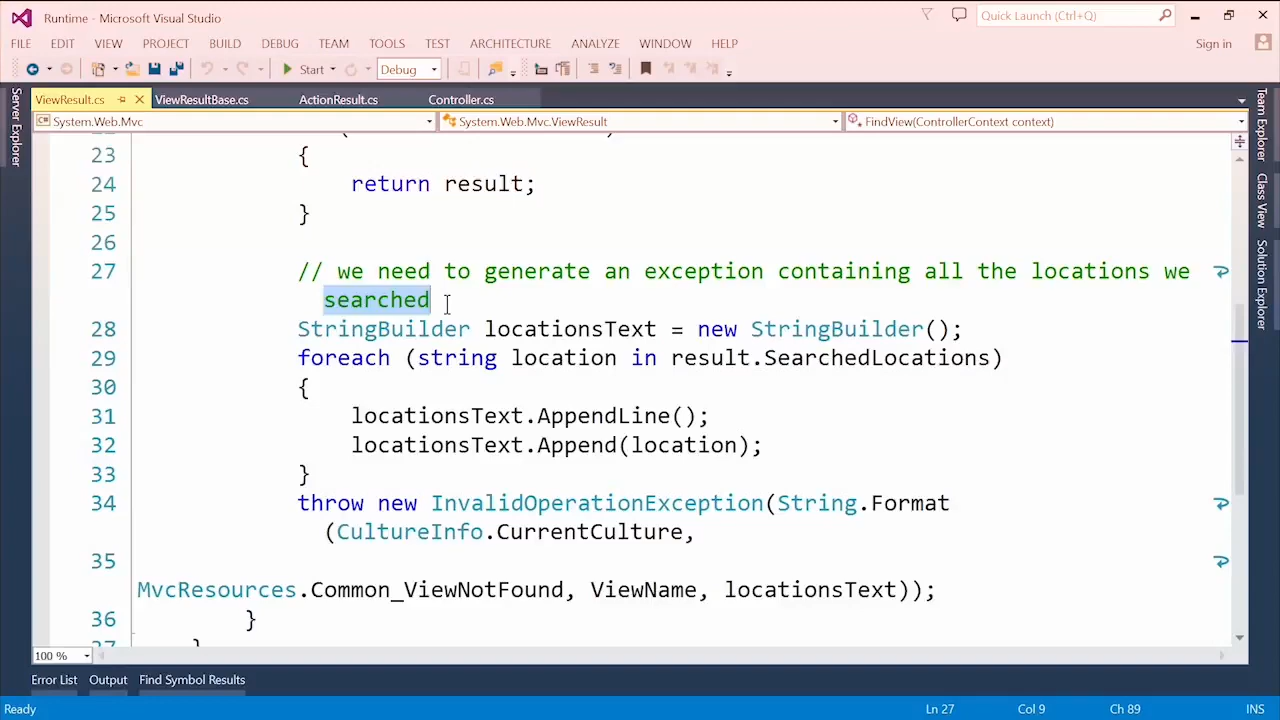 Runtime - Microsoft Visual Studio
Quick Launch (Ctrl+Q)
FILE EDIT VIEW PROJECT BUILD DEBUG TEAM TOOLS TEST ARCHITECTURE ANALYZE WINDOW HELP
Sign in
Start Debug
Server Explorer
ViewResult.cs ViewResultBase.cs ActionResult.cs Controller.cs
System.Web.Mvc System.Web.Mvc.ViewResult FindView(ControllerContext context)
23 {
24 return result;
25 }
26
27 // we need to generate an exception containing all the locations we
searched
28 StringBuilder locationsText = new StringBuilder();
29 foreach (string location in result.SearchedLocations)
30 {
31 locationsText.AppendLine();
32 locationsText.Append(location);
33 }
34 throw new InvalidOperationException(String.Format
(CultureInfo.CurrentCulture,
35
MvcResources.Common_ViewNotFound, ViewName, locationsText));
36 }
Team Explorer
Class View
Solution Explorer
100 %
Error List Output Find Symbol Results
Ready Ln 27 Col 9 Ch 89 INS